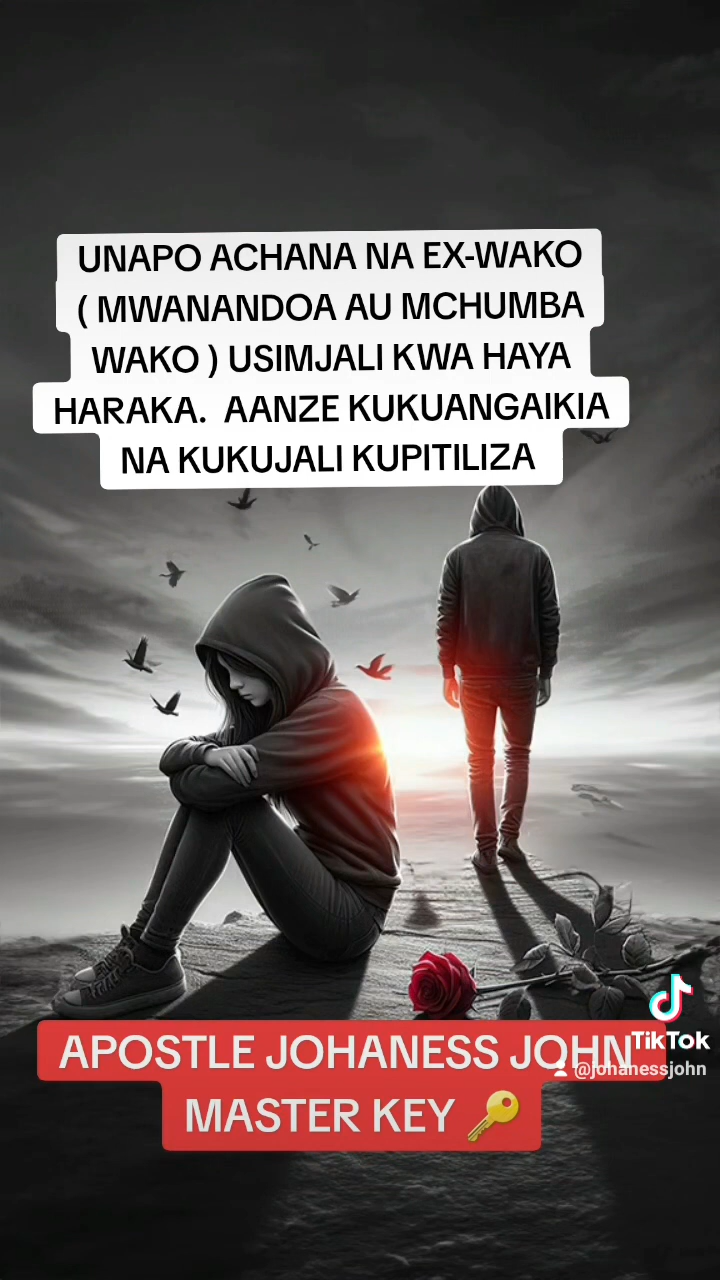 UNAPO ACHANA NA EX-WAKO
( MWANANDOA AU MCHUMBA
WAKO ) USIMJALI KWA HAYA
HARAKA.  AANZE KUKUANGAIKIA
NA KUKUJALI KUPITILIZA
APOSTLE JOHANESS JOHN
MASTER KEY 🔑
TikTok
@johanessjohn